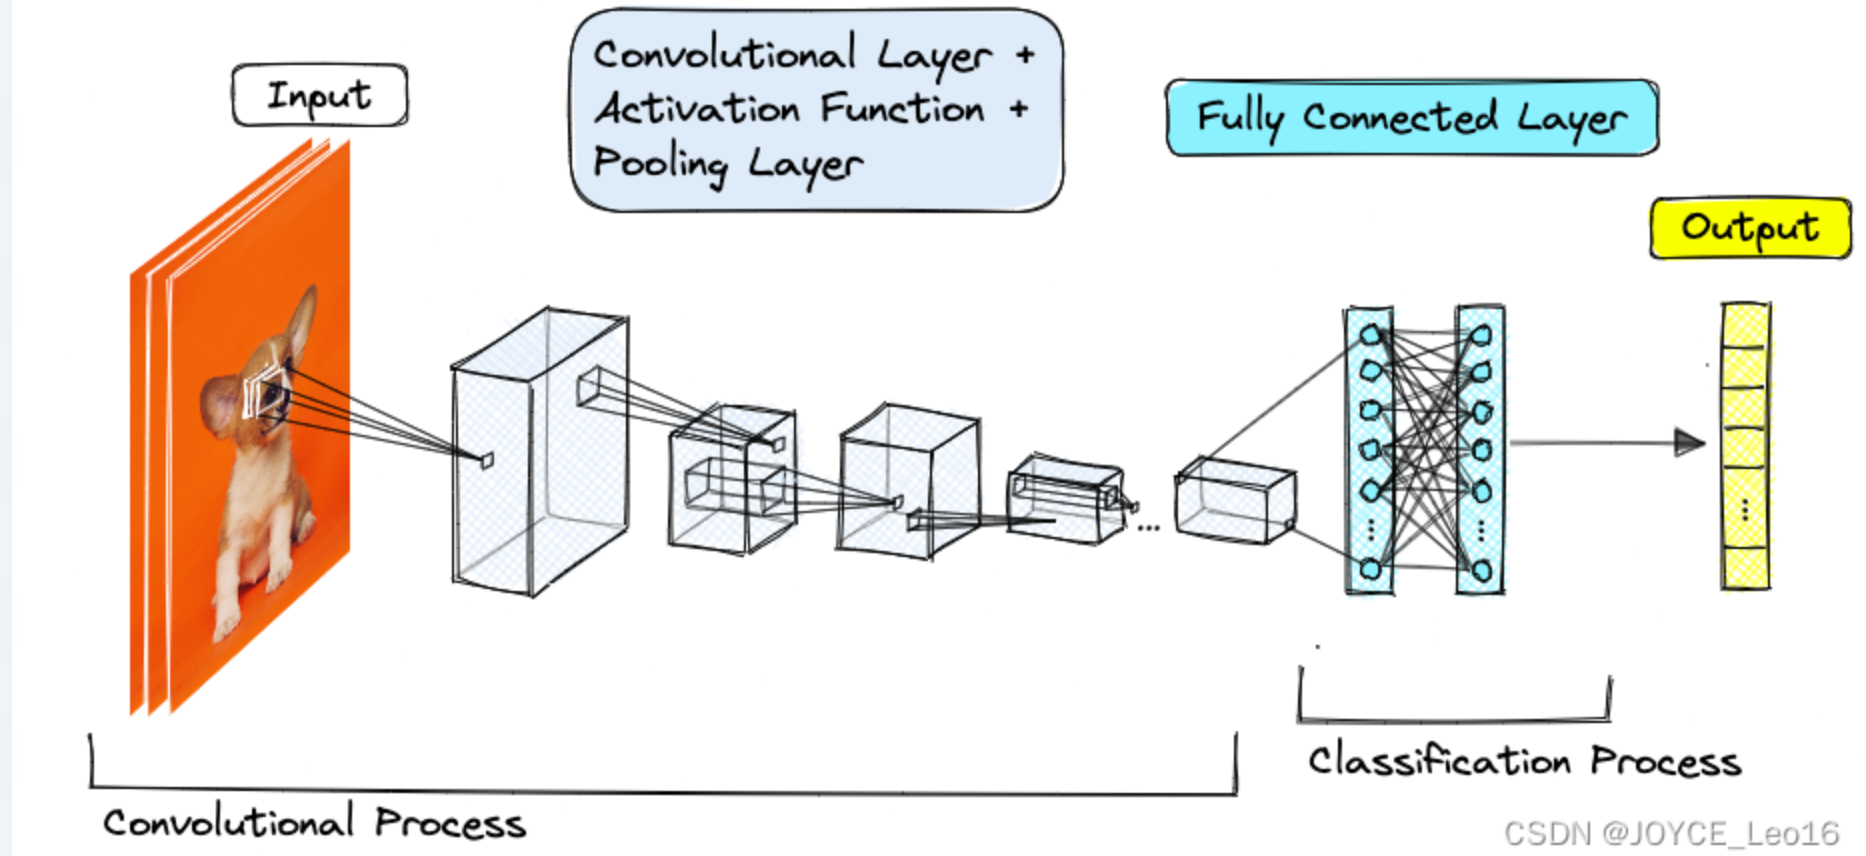 Input
Convolutional Layer +
Activation Function +
Pooling Layer
Fully Connected Layer
Output
...
Classification Process
Convolutional Process
CSDN @JOYCE_Leo16